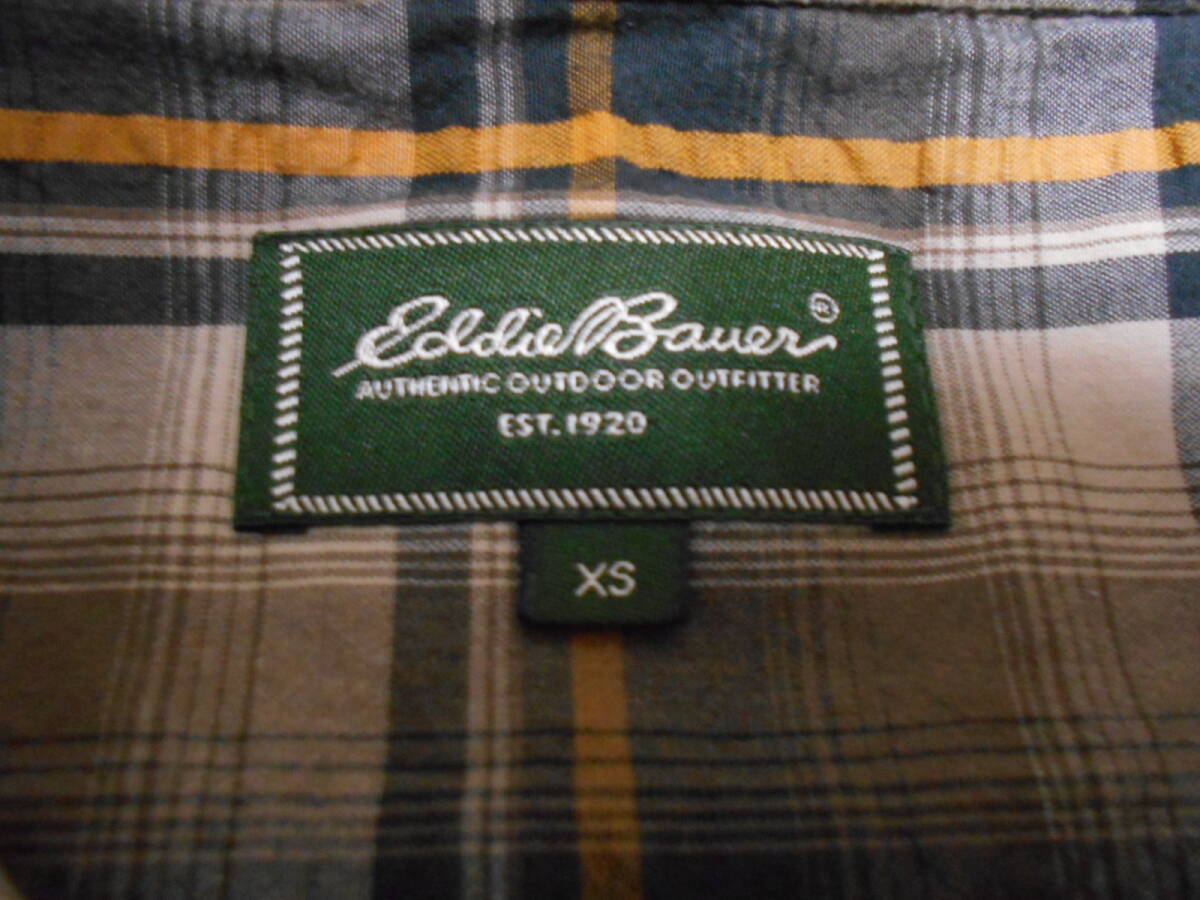 Eddie Bauer®
AUTHENTIC OUTDOOR OUTFITTER
EST. 1920
XS